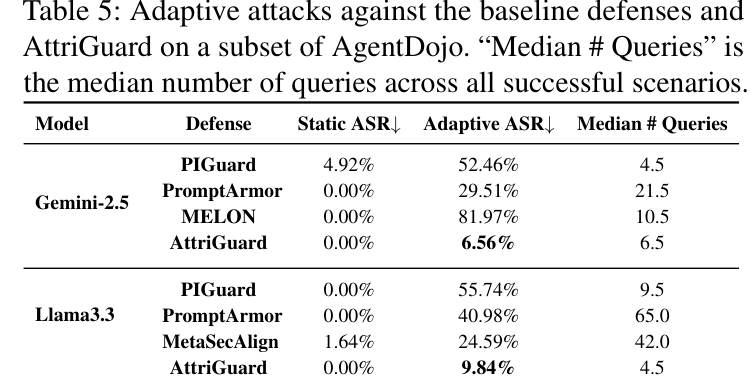 Table 5: Adaptive attacks against the baseline defenses and
AttriGuard on a subset of AgentDojo. “Median # Queries” is
the median number of queries across all successful scenarios.
Model Defense Static ASR↓ Adaptive ASR↓ Median # Queries
PIGuard 4.92% 52.46% 4.5
PromptArmor 0.00% 29.51% 21.5
Gemini-2.5
MELON 0.00% 81.97% 10.5
AttriGuard 0.00% 6.56% 6.5
PIGuard 0.00% 55.74% 9.5
PromptArmor 0.00% 40.98% 65.0
Llama3.3
MetaSecAlign 1.64% 24.59% 42.0
AttriGuard 0.00% 9.84% 4.5